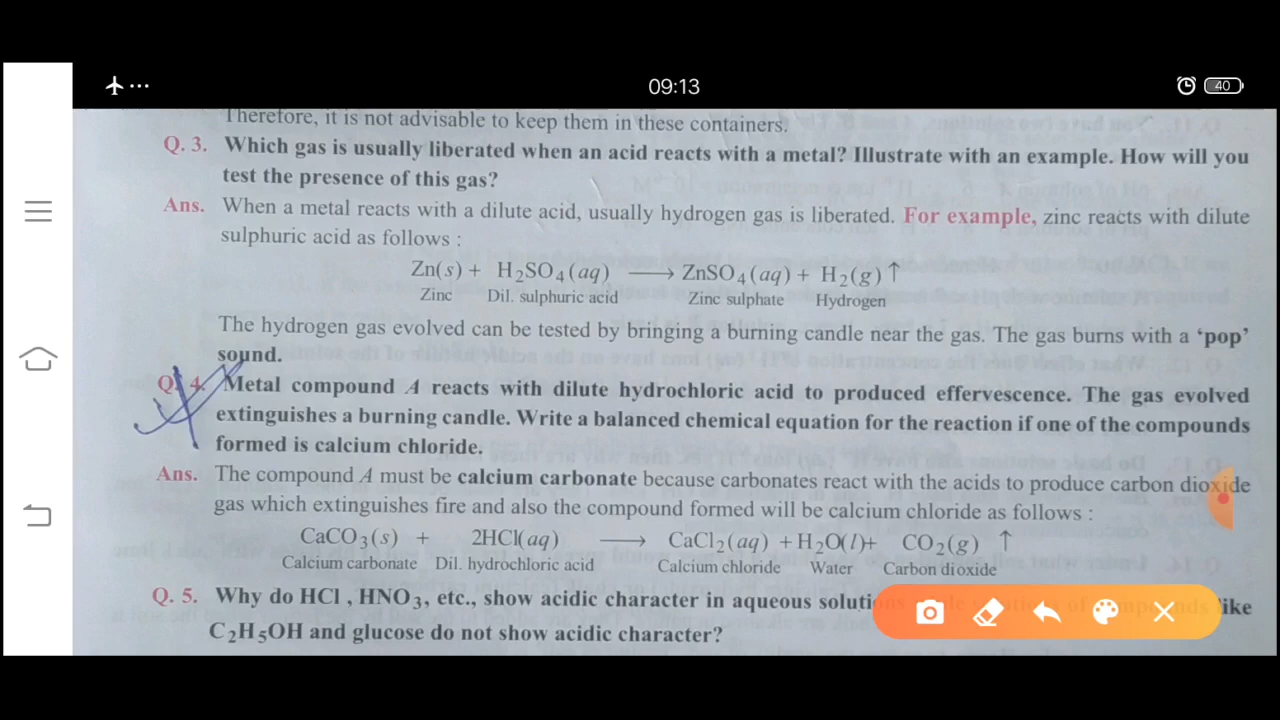 09:13
40
Therefore, it is not advisable to keep them in these containers.
Q. 3. Which gas is usually liberated when an acid reacts with a metal? Illustrate with an example. How will you
test the presence of this gas?
Ans. When a metal reacts with a dilute acid, usually hydrogen gas is liberated. For example, zinc reacts with dilute
sulphuric acid as follows :
Zn(s) + H₂SO₄(aq) ⟶ ZnSO₄(aq) + H₂(g) ↑
Zinc Dil. sulphuric acid Zinc sulphate Hydrogen
The hydrogen gas evolved can be tested by bringing a burning candle near the gas. The gas burns with a ‘pop’
sound.
Q. 4. Metal compound A reacts with dilute hydrochloric acid to produced effervescence. The gas evolved
extinguishes a burning candle. Write a balanced chemical equation for the reaction if one of the compounds
formed is calcium chloride.
Ans. The compound A must be calcium carbonate because carbonates react with the acids to produce carbon dioxide
gas which extinguishes fire and also the compound formed will be calcium chloride as follows :
CaCO₃(s) + 2HCl(aq) ⟶ CaCl₂(aq) + H₂O(l) + CO₂(g) ↑
Calcium carbonate Dil. hydrochloric acid Calcium chloride Water Carbon dioxide
Q. 5. Why do HCl, HNO₃, etc., show acidic character in aqueous like
C₂H₅OH and glucose do not show acidic character?